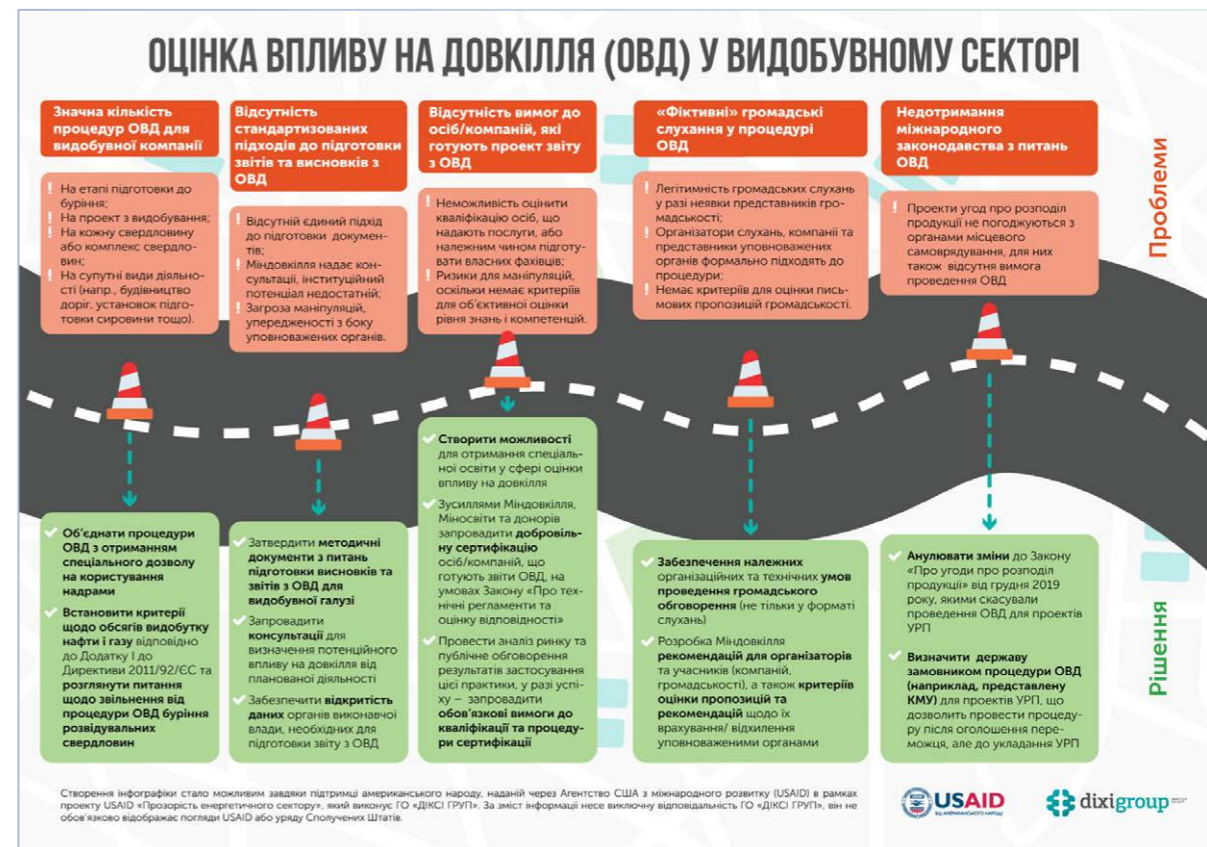 ОЦІНКА ВПЛИВУ НА ДОВКІЛЛЯ (ОВД) У ВИДОБУВНОМУ СЕКТОРІ
Значна кількість
процедур ОВД для
видобувної компанії
! На етапі підготовки до
буріння;
! На проект з видобування;
! На кожну свердловину
або комплекс свердло-
вин;
! На супутні види діяльно-
сті (напр., будівництво
доріг, установок підго-
товки сировини тощо).
Відсутність
стандартизованих
підходів до підготовки
звітів та висновків з
ОВД
! Відсутній єдиний підхід
до підготовки докумен-
тів;
! Міндовкілля надає кон-
сультації, інституційний
потенціал недостатній;
! Загроза маніпуляцій,
упередженості з боку
уповноважених органів.
Відсутність вимог до
осіб/компаній, які
готують проект звіту
з ОВД
! Неможливість оцінити
кваліфікацію осіб, що
надають послуги, або
належним чином підготу-
вати власних фахівців;
! Ризики для маніпуляцій,
оскільки немає критеріїв
для об'єктивної оцінки
рівня знань і компетенцій.
«Фіктивні» громадські
слухання у процедурі
ОВД
! Легітимність громадських слухань
у разі неявки представників гро-
мадськості;
! Організатори слухань, компанії та
представники уповноважених
органів формально підходять до
процедури;
! Немає критеріїв для оцінки пись-
мових пропозицій громадськості.
Недотримання
міжнародного
законодавства з питань
ОВД
! Проекти угод про розподіл
продукції не погоджуються з
органами місцевого
самоврядування, для них
також відсутня вимога
проведення ОВД
Проблеми
Об'єднати процедури
ОВД з отриманням
спеціального дозволу
на користування
надрами
Встановити критерії
щодо обсягів видобутку
нафти і газу відповідно
до Додатку I до
Директиви 2011/92/ЄС та
розглянути питання
щодо звільнення від
процедури ОВД буріння
розвідувальних
свердловин
Затвердити методичні
документи з питань
підготовки висновків та
звітів з ОВД для
видобувної галузі
Запровадити
консультації для
визначення потенційного
впливу на довкілля від
планованої діяльності
Забезпечити відкритість
даних органів виконавчої
влади, необхідних для
підготовки звіту з ОВД
Створити можливості
для отримання спеціаль-
ної освіти у сфері оцінки
впливу на довкілля
Зусиллями Міндовкілля,
Міносвіти та донорів
запровадити добровіль-
ну сертифікацію
осіб/компаній, що
готують звіти ОВД, на
умовах Закону «Про тех-
нічні регламенти та
оцінку відповідності»
Провести аналіз ринку та
публічне обговорення
результатів застосування
цієї практики, у разі успі-
ху – запровадити
обов'язкові вимоги до
кваліфікації та процеду-
ри сертифікації
Забезпечення належних
організаційних та технічних умов
проведення громадського
обговорення (не тільки у форматі
слухань)
Розробка Міндовкілля
рекомендацій для організаторів
та учасників (компаній,
громадськості), а також критеріїв
оцінки пропозицій та
рекомендацій щодо їх
врахування/ відхилення
уповноваженими органами
Анулювати зміни до Закону
«Про угоди про розподіл
продукції» від грудня 2019
року, якими скасували
проведення ОВД для проектів
УРП
Визначити державу
замовником процедури ОВД
(наприклад, представлену
КМУ) для проектів УРП, що
дозволить провести процеду-
ру після оголошення пере-
можця, але до укладання УРП
Рішення
Створення інфографіки стало можливим завдяки підтримці американського народу, наданій через Агентство США з міжнародного розвитку (USAID) в рамках
проекту USAID «Прозорість енергетичного сектору», який виконує ГО «ДІКСІ ГРУП». За зміст інформації несе виключну відповідальність ГО «ДІКСІ ГРУП», він не
обов'язково відображає погляди USAID або уряду Сполучених Штатів.
USAID
ВІД АМЕРИКАНСЬКОГО НАРОДУ
dixigroup